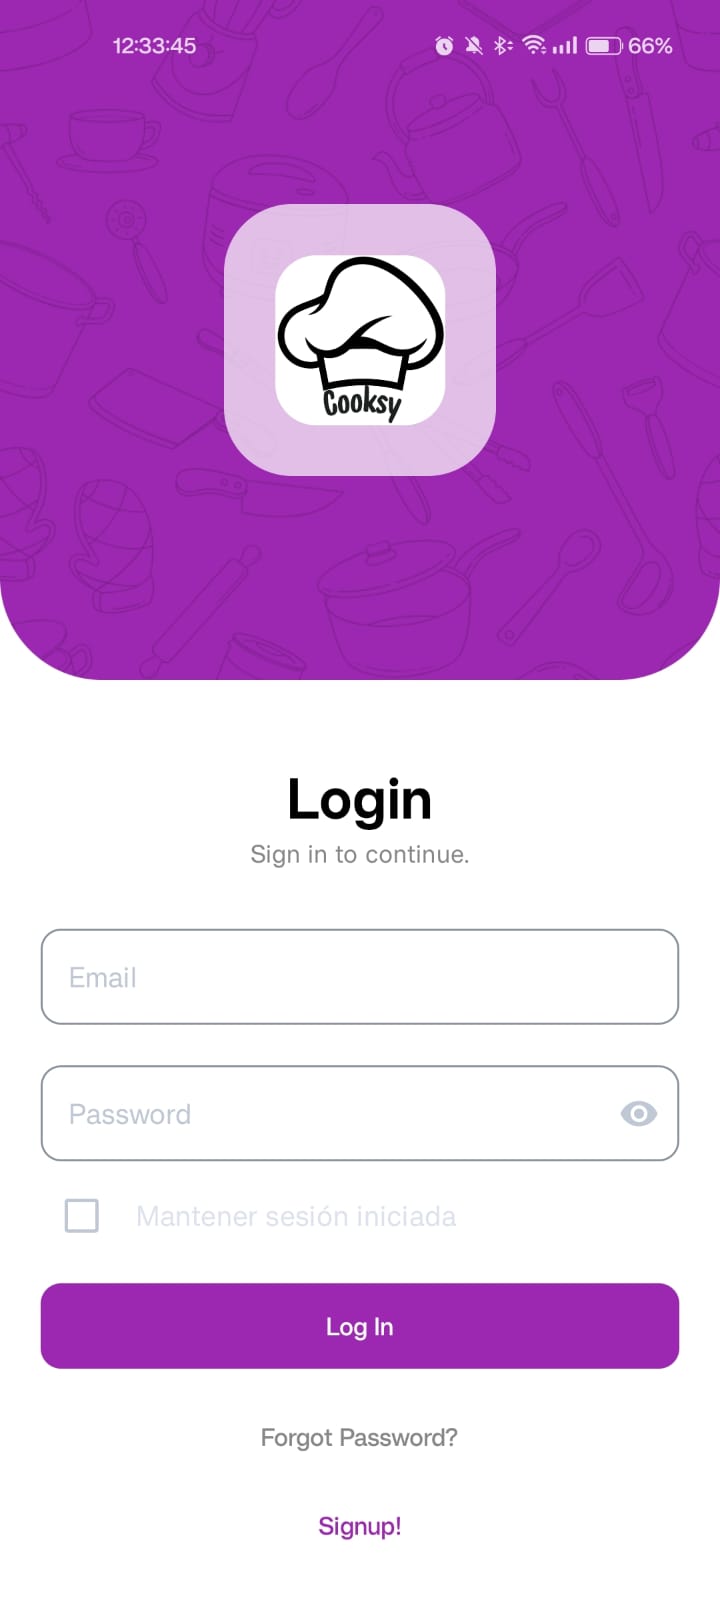 12:33:45 66%
Cooksy
Login
Sign in to continue.
Email
Password
Mantener sesión iniciada
Log In
Forgot Password?
Signup!